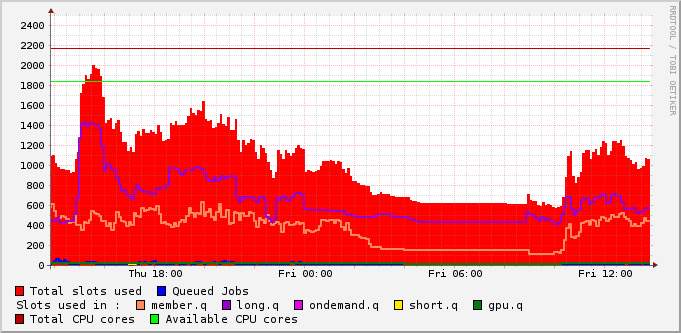 2400
2200
2000
1800
1600
1400
1200
1000
800
600
400
200
0
Thu 18:00 Fri 00:00 Fri 06:00 Fri 12:00
RRDTOOL / TOBI OETIKER
Total slots used Queued Jobs
Slots used in : member.q long.q ondemand.q short.q gpu.q
Total CPU cores Available CPU cores